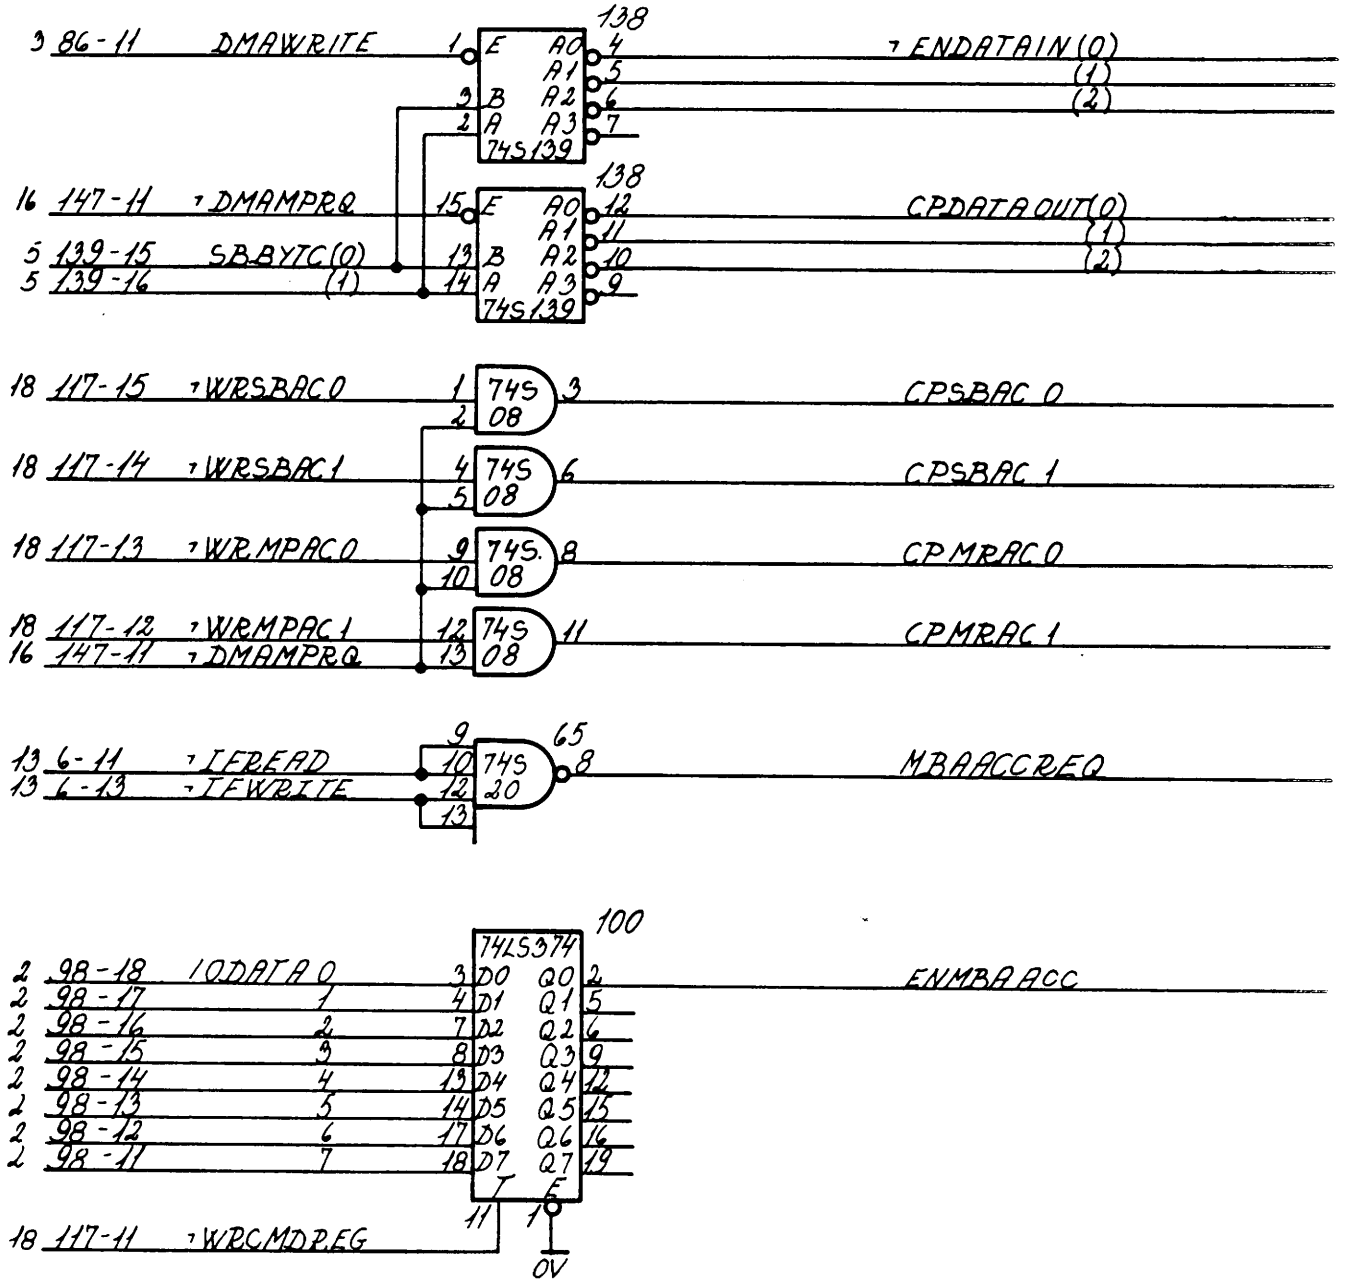 138
3 86-11 DMAWRITE 1 E A0 4 ¬ENDATAIN(0)
A1 5 (1)
3 B A2 6 (2)
2 A A3 7
74S139
138
16 147-11 ¬DMAMPRQ 15 E A0 12 CPDATAOUT(0)
A1 11 (1)
5 139-15 SBBYTC(0) 13 B A2 10 (2)
5 139-16 (1) 14 A A3 9
74S139
18 117-15 ¬WRSBAC0 1 74S 3 CPSBAC 0
2 08
18 117-14 ¬WRSBAC1 4 74S 6 CPSBAC 1
5 08
18 117-13 ¬WRMPAC0 9 74S. 8 CPMRAC0
10 08
18 117-12 ¬WRMPAC1 12 74S 11 CPMRAC 1
16 147-11 ¬DMAMPRQ 13 08
9 65
13 6-11 ¬IFREAD 10 74S 8 MBAACCREQ
13 6-13 ¬IFWRITE 12 20
13
100
74LS374
2 98-18 IODATA 0 3 D0 Q0 2 ENMBAACC
2 98-17 1 4 D1 Q1 5
2 98-16 2 7 D2 Q2 6
2 98-15 3 8 D3 Q3 9
2 98-14 4 13 D4 Q4 12
2 98-13 5 14 D5 Q5 15
2 98-12 6 17 D6 Q6 16
2 98-11 7 18 D7 Q7 19
T E
11 1
18 117-11 ¬WRCMDREG
0V